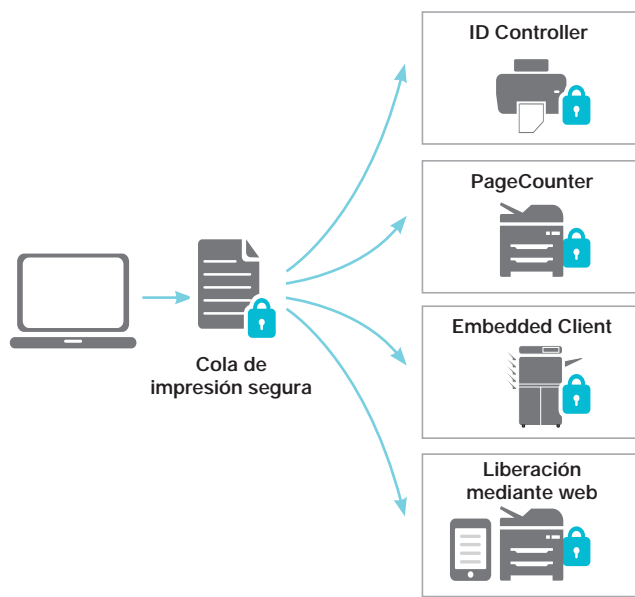 ID Controller
PageCounter
Embedded Client
Cola de
impresión segura
Liberación
mediante web